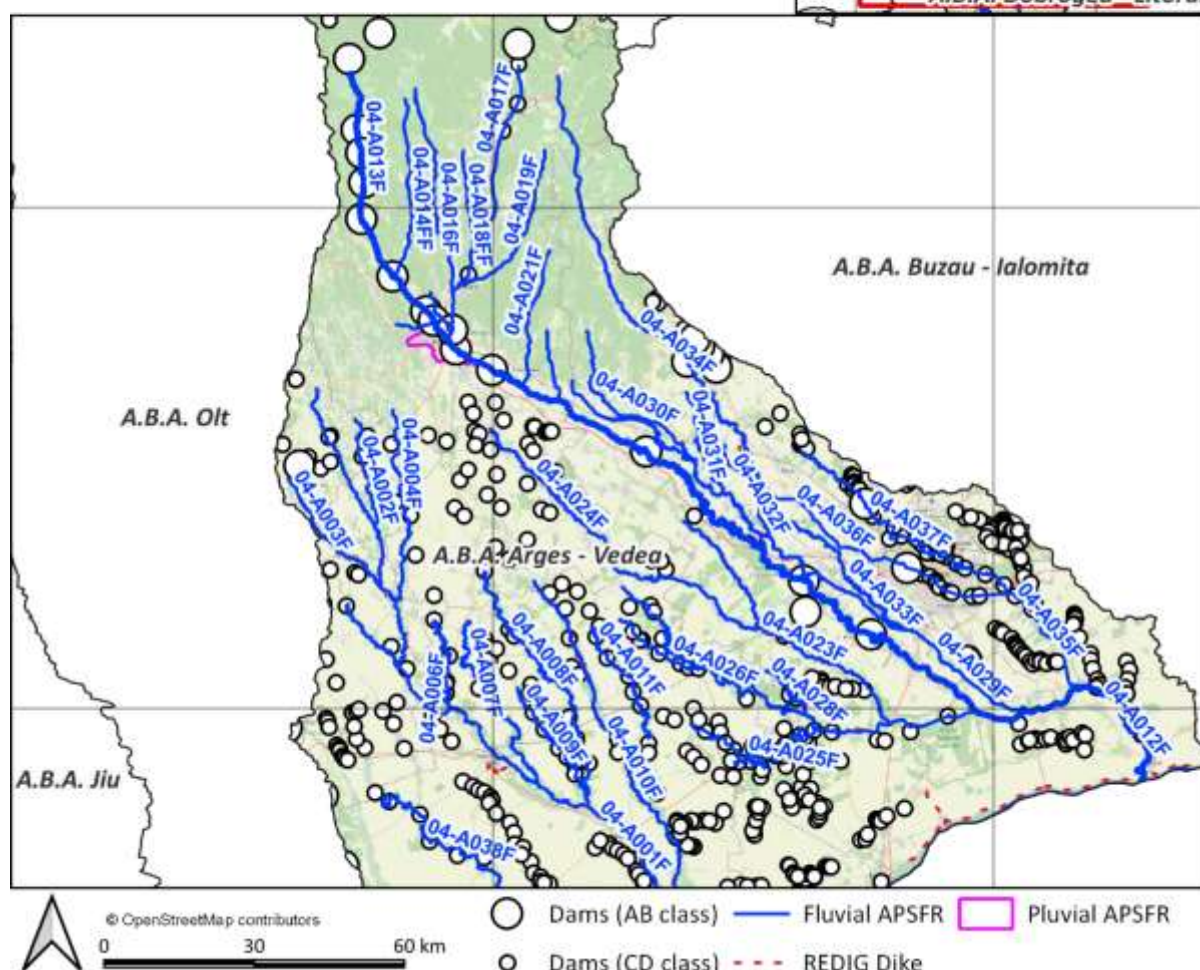 A.B.A. Dobrogea - Litoral
04-A017F
04-A013F
04-A014FF
04-A016F
04-A018FF
04-A019F
04-A021F
A.B.A. Buzau - Ialomita
04-A034F
A.B.A. Olt
04-A030F
04-A031F
04-A002F
04-A004F
04-A003F
04-A024F
04-A032F
04-A036F
04-A037F
A.B.A. Arges - Vedea
04-A033F
04-A035F
04-A023F
04-A029F
04-A012F
04-A006F
04-A007F
04-A008F
04-A011F
04-A026F
04-A028F
04-A009F
04-A010F
04-A025F
A.B.A. Jiu
04-A038F
04-A001F
© OpenStreetMap contributors
0 30 60 km
Dams (AB class)
Fluvial APSFR
Pluvial APSFR
Dams (CD class)
REDIG Dike